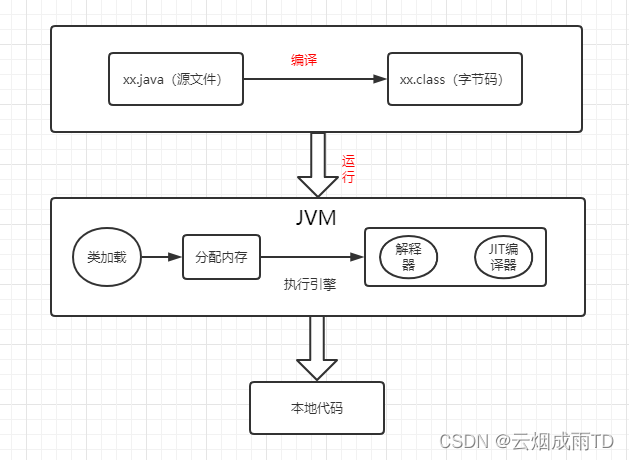 编译
xx.java（源文件）
xx.class（字节码）
运
行
JVM
类加载
分配内存
执行引擎
解释
器
JIT编
译器
本地代码
CSDN @云烟成雨TD